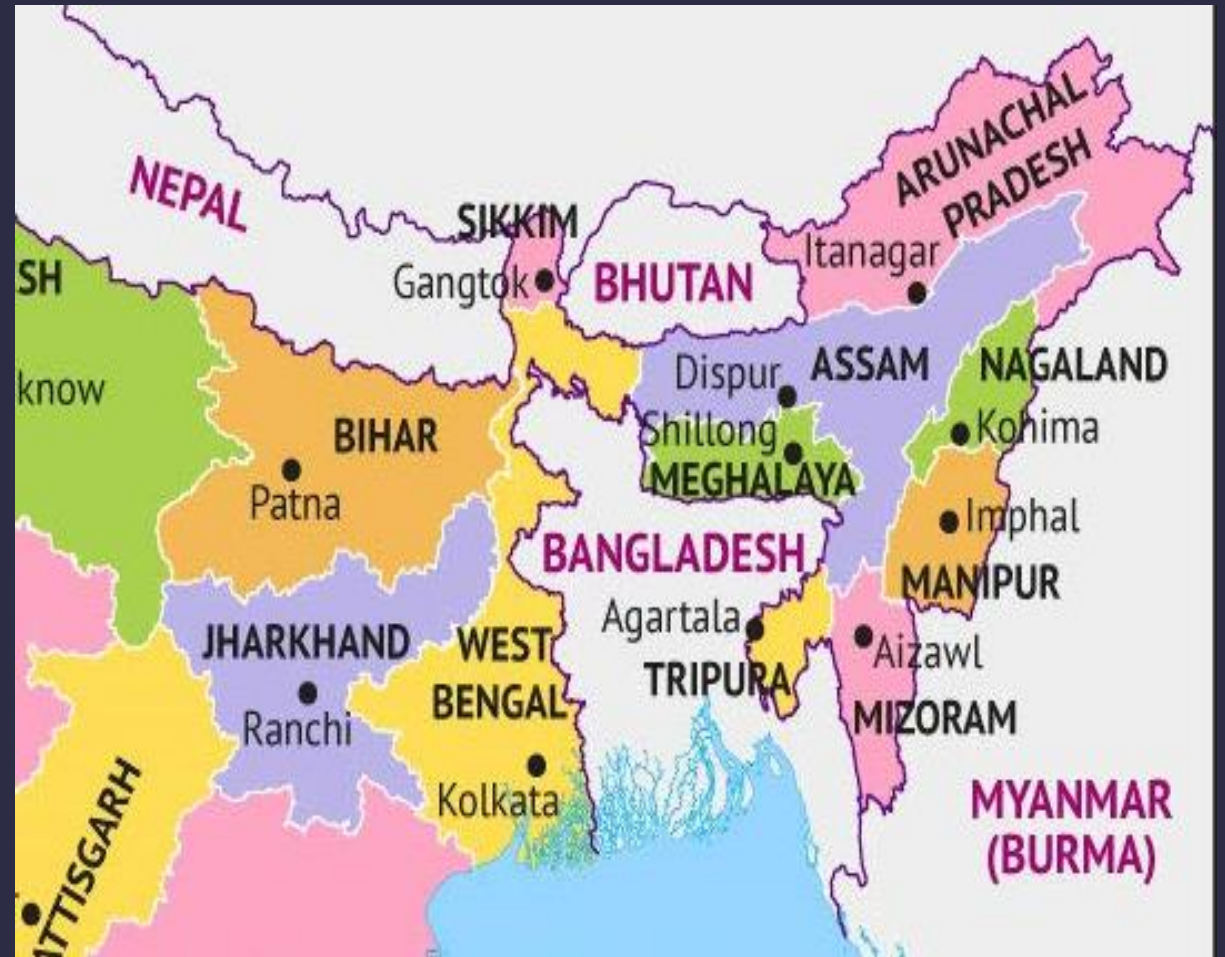 ARUNACHAL
PRADESH
NEPAL
SIKKIM
Itanagar
Gangtok
BHUTAN
SH
Dispur
ASSAM
NAGALAND
know
Shillong
Kohima
BIHAR
MEGHALAYA
Patna
Imphal
BANGLADESH
MANIPUR
Agartala
JHARKHAND
WEST
BENGAL
Aizawl
TRIPURA
Ranchi
MIZORAM
Kolkata
MYANMAR
(BURMA)
ATTISGARH